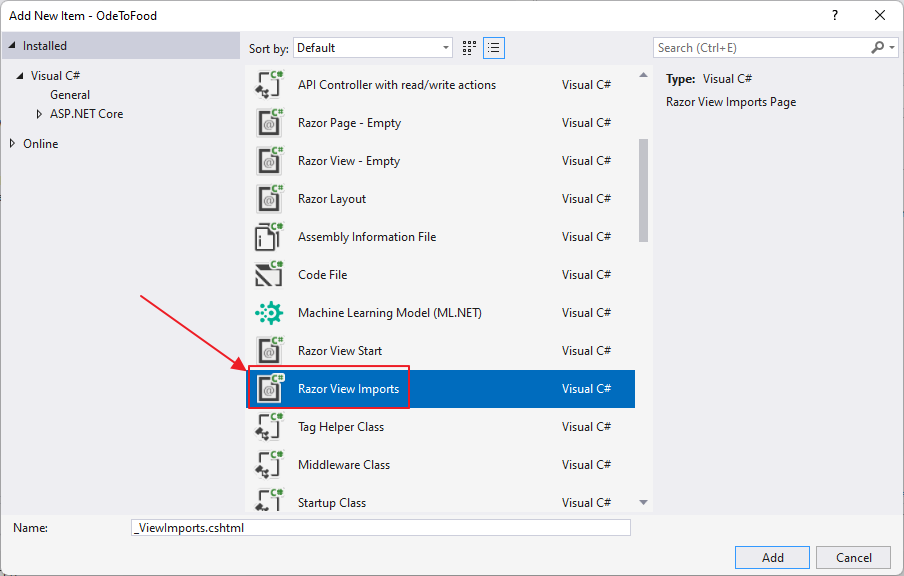 Add New Item - OdeToFood ?
Installed
Sort by: Default
Search (Ctrl+E)
Visual C#
General
ASP.NET Core
Online
API Controller with read/write actions Visual C#
Razor Page - Empty Visual C#
Razor View - Empty Visual C#
Razor Layout Visual C#
Assembly Information File Visual C#
Code File Visual C#
Machine Learning Model (ML.NET) Visual C#
Razor View Start Visual C#
Razor View Imports Visual C#
Tag Helper Class Visual C#
Middleware Class Visual C#
Startup Class Visual C#
Type: Visual C#
Razor View Imports Page
Name: _ViewImports.cshtml
Add Cancel